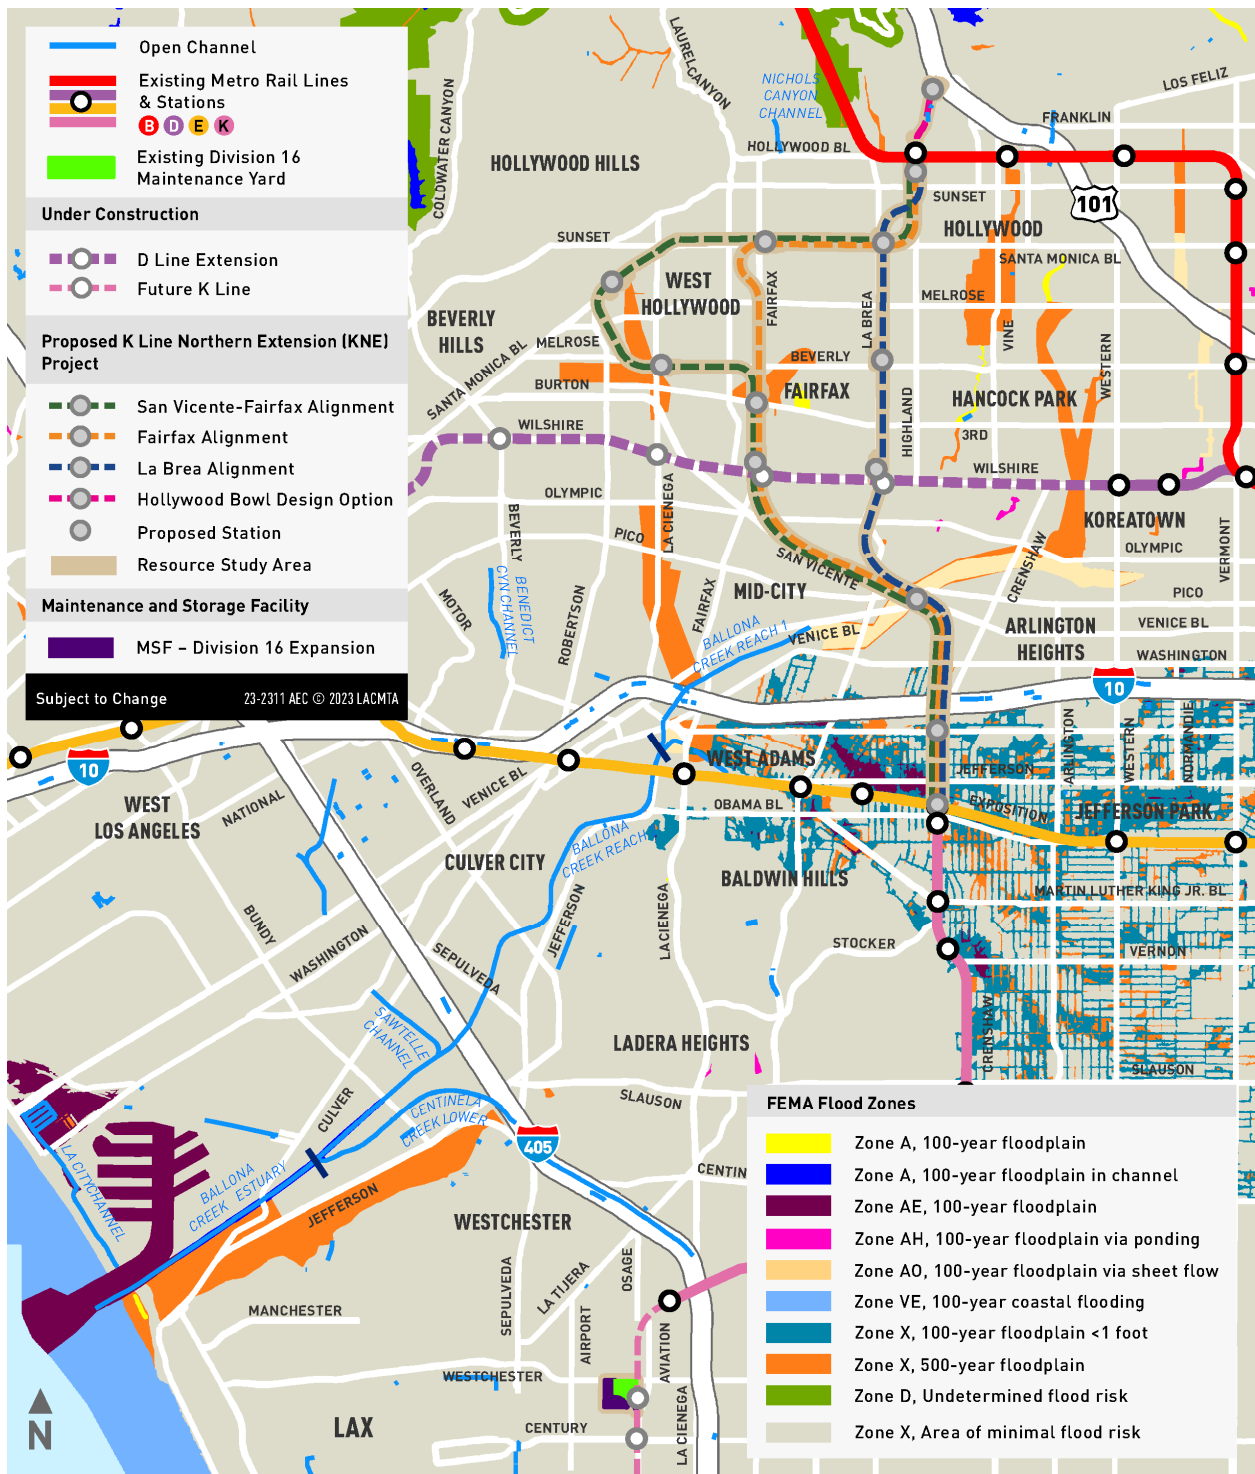 Open Channel
Existing Metro Rail Lines
& Stations
B D E K
Existing Division 16
Maintenance Yard
Under Construction
D Line Extension
Future K Line
Proposed K Line Northern Extension (KNE)
Project
San Vicente-Fairfax Alignment
Fairfax Alignment
La Brea Alignment
Hollywood Bowl Design Option
Proposed Station
Resource Study Area
Maintenance and Storage Facility
MSF – Division 16 Expansion
Subject to Change
23-2311 AEC © 2023 LACMTA
COLDWATER CANYON
LAUREL CANYON
NICHOLS
CANYON
CHANNEL
LOS FELIZ
FRANKLIN
HOLLYWOOD BL
HOLLYWOOD HILLS
101
SUNSET
HOLLYWOOD
SUNSET
SANTA MONICA BL
WEST
HOLLYWOOD
FAIRFAX
LA BREA
MELROSE
VINE
WESTERN
BEVERLY
HILLS
SANTA MONICA BL
MELROSE
BEVERLY
BURTON
FAIRFAX
HANCOCK PARK
HIGHLAND
WILSHIRE
3RD
WILSHIRE
OLYMPIC
LA CIENEGA
KOREATOWN
VERMONT
BEVERLY
PICO
OLYMPIC
CRENSHAW
SAN VICENTE
BENEDICT
CYN CHANNEL
MOTOR
ROBERTSON
FAIRFAX
MID-CITY
PICO
BALLONA
CREEK REACH 1
VENICE BL
ARLINGTON
HEIGHTS
VENICE BL
WASHINGTON
10
ARLINGTON
WESTERN
NORMANDIE
10
WEST ADAMS
JEFFERSON
WEST
LOS ANGELES
NATIONAL
OVERLAND
VENICE BL
OBAMA BL
EXPOSITION
JEFFERSON PARK
BALLONA
CREEK REACH
CULVER CITY
BALDWIN HILLS
MARTIN LUTHER KING JR. BL
BUNDY
WASHINGTON
SEPULVEDA
JEFFERSON
LA CIENEGA
STOCKER
VERNON
SAWTELLE
CHANNEL
LADERA HEIGHTS
CRENSHAW
SLAUSON
SLAUSON
CULVER
CENTINELA
CREEK LOWER
405
LA CITY CHANNEL
BALLONA
CREEK ESTUARY
JEFFERSON
CENTIN
WESTCHESTER
SEPULVEDA
LA TIJERA
OSAGE
MANCHESTER
AIRPORT
AVIATION
WESTCHESTER
LA CIENEGA
CENTURY
LAX
N
FEMA Flood Zones
Zone A, 100-year floodplain
Zone A, 100-year floodplain in channel
Zone AE, 100-year floodplain
Zone AH, 100-year floodplain via ponding
Zone AO, 100-year floodplain via sheet flow
Zone VE, 100-year coastal flooding
Zone X, 100-year floodplain <1 foot
Zone X, 500-year floodplain
Zone D, Undetermined flood risk
Zone X, Area of minimal flood risk